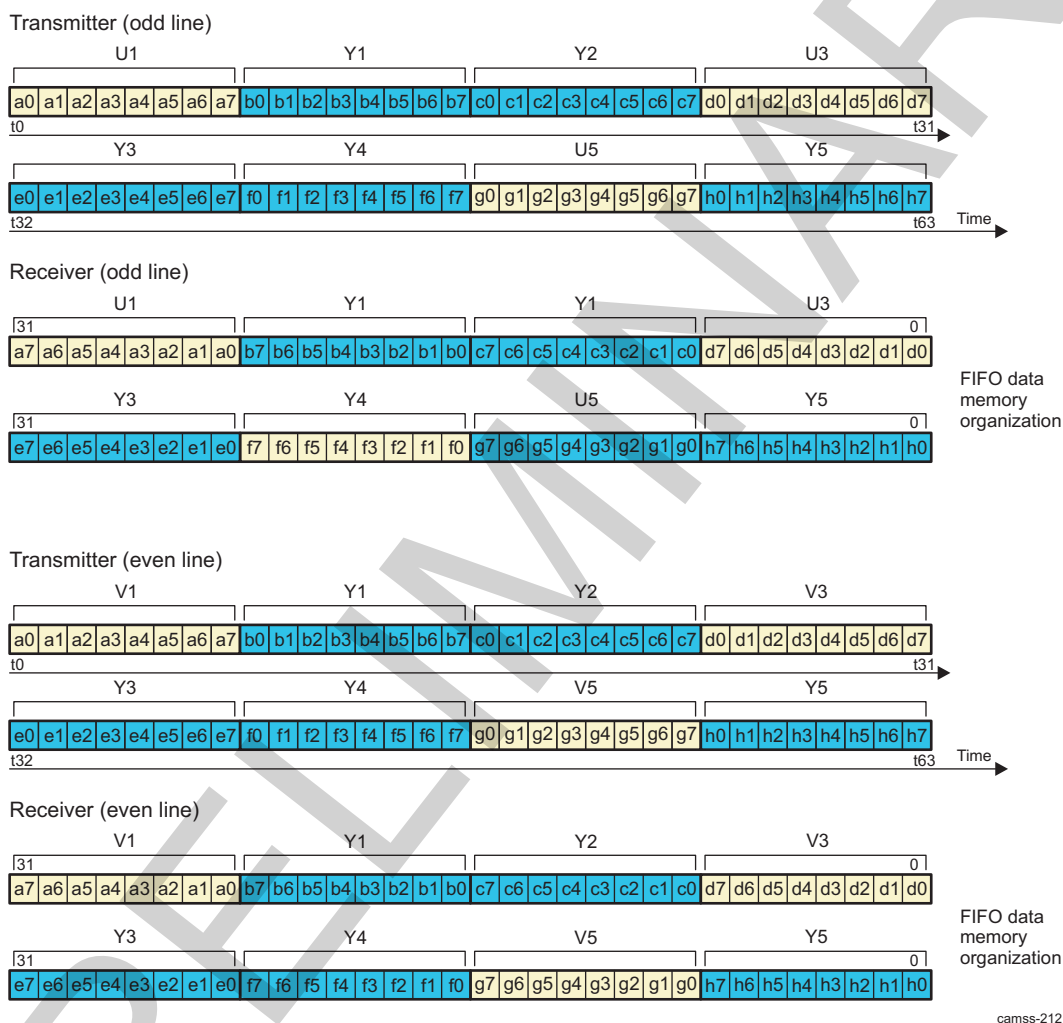 Transmitter (odd line)
U1 Y1 Y2 U3
a0 a1 a2 a3 a4 a5 a6 a7 b0 b1 b2 b3 b4 b5 b6 b7 c0 c1 c2 c3 c4 c5 c6 c7 d0 d1 d2 d3 d4 d5 d6 d7
t0 t31
Y3 Y4 U5 Y5
e0 e1 e2 e3 e4 e5 e6 e7 f0 f1 f2 f3 f4 f5 f6 f7 g0 g1 g2 g3 g4 g5 g6 g7 h0 h1 h2 h3 h4 h5 h6 h7
t32 t63 Time
Receiver (odd line)
U1 Y1 Y1 U3
31 0
a7 a6 a5 a4 a3 a2 a1 a0 b7 b6 b5 b4 b3 b2 b1 b0 c7 c6 c5 c4 c3 c2 c1 c0 d7 d6 d5 d4 d3 d2 d1 d0
Y3 Y4 U5 Y5
31 0
e7 e6 e5 e4 e3 e2 e1 e0 f7 f6 f5 f4 f3 f2 f1 f0 g7 g6 g5 g4 g3 g2 g g0 h7 h6 h5 h4 h3 h2 h1 h0
FIFO data
memory
organization
Transmitter (even line)
V1 Y1 Y2 V3
a0 a1 a2 a3 a4 a5 a6 a7 b0 b1 b2 b3 b4 b5 b6 b7 c0 c1 c2 c3 c4 c5 c6 c7 d0 d1 d2 d3 d4 d5 d6 d7
t0 t31
Y3 Y4 V5 Y5
e0 e1 e2 e3 e4 e5 e6 e7 f0 f1 f2 f3 f4 f5 f6 f7 g0 g1 g2 g3 g4 g5 g6 g7 h0 h1 h2 h3 h4 h5 h6 h7
t32 t63 Time
Receiver (even line)
V1 Y1 Y2 V3
31 0
a7 a6 a5 a4 a3 a2 a1 a0 b7 b6 b5 b4 b3 b2 b1 b0 c7 c6 c5 c4 c3 c2 c1 c0 d7 d6 d5 d4 d3 d2 d1 d0
Y3 Y4 V5 Y5
31 0
e7 e6 e5 e4 e3 e2 e1 e0 f7 f6 f5 f4 f3 f2 f1 f0 g7 g6 g5 g4 g3 g2 g1 g0 h7 h6 h5 h4 h3 h2 h1 h0
FIFO data
memory
organization
camss-212